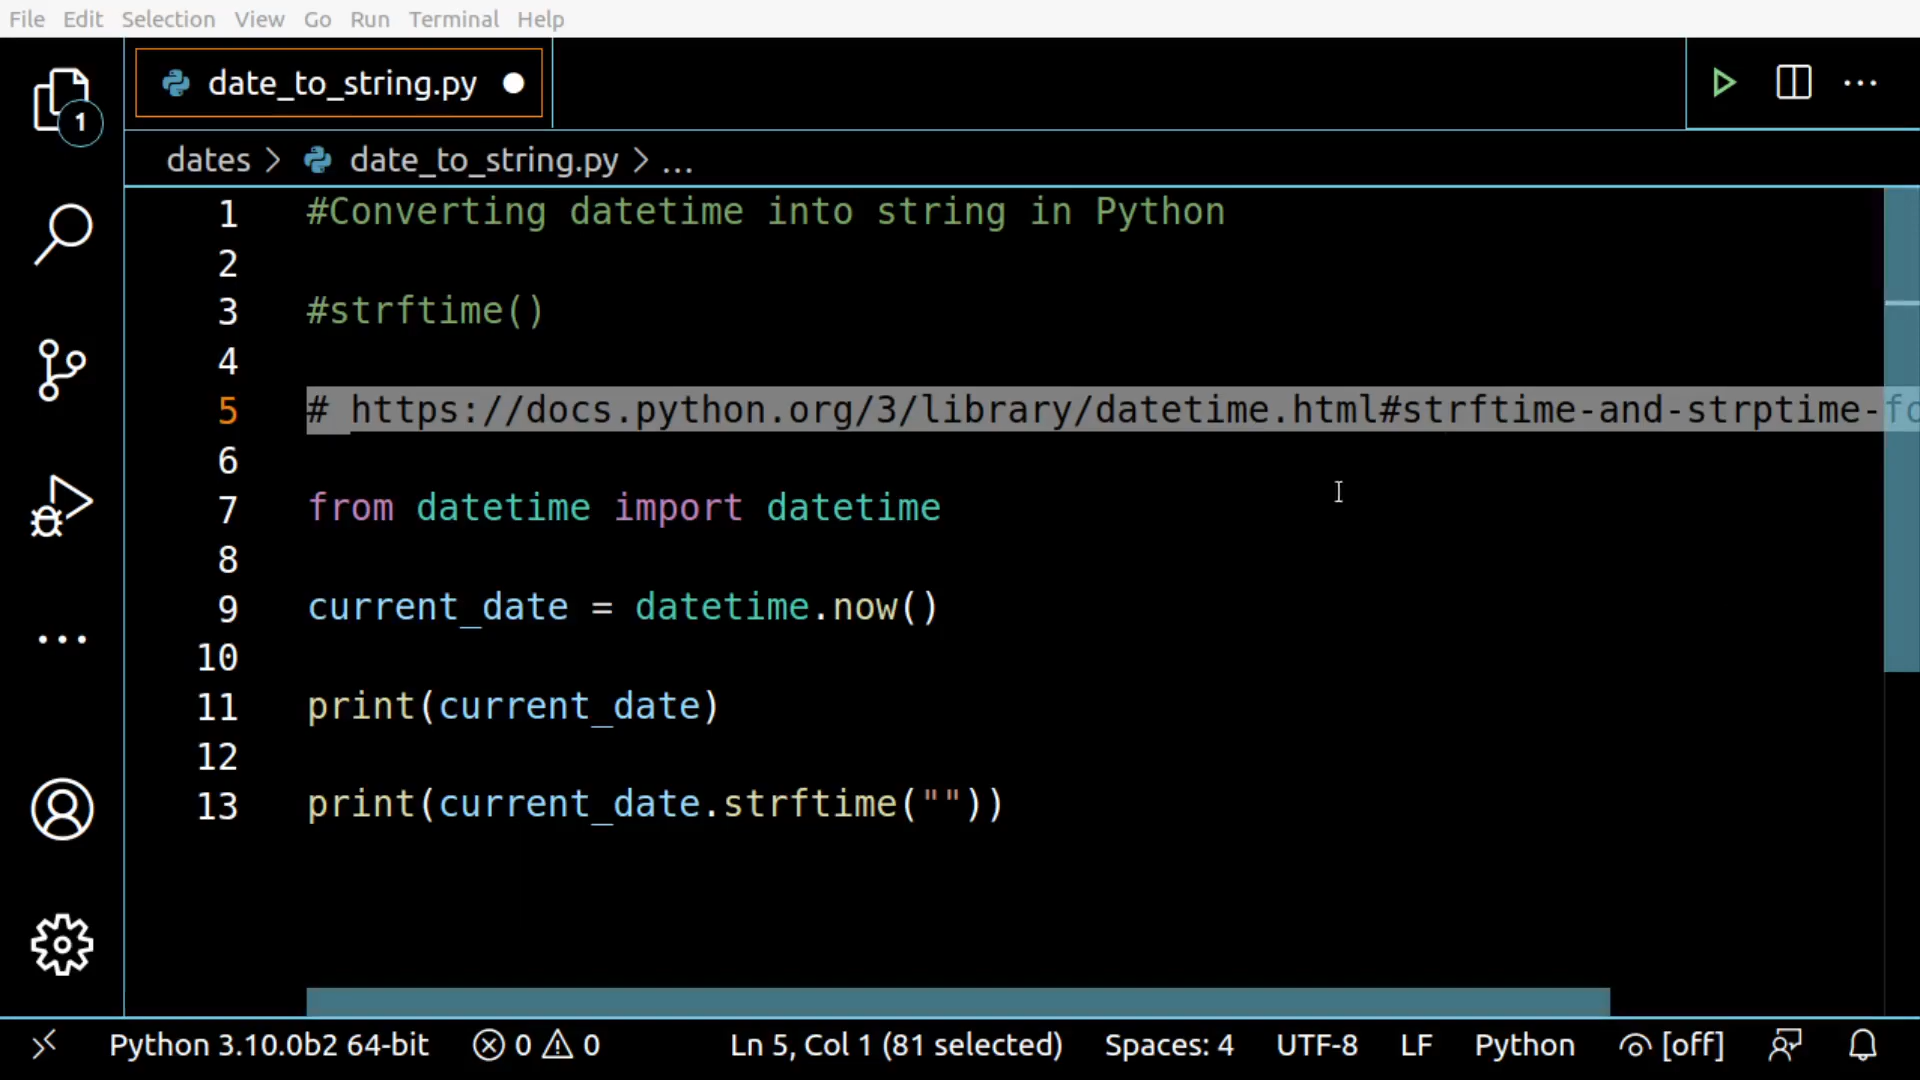 File Edit Selection View Go Run Terminal Help
date_to_string.py
1
dates > date_to_string.py > ...
1 #Converting datetime into string in Python
2
3 #strftime()
4
5 # https://docs.python.org/3/library/datetime.html#strftime-and-strptime-fo
6
7 from datetime import datetime
8
9 current_date = datetime.now()
10
11 print(current_date)
12
13 print(current_date.strftime(""))
Python 3.10.0b2 64-bit 0 0 Ln 5, Col 1 (81 selected) Spaces: 4 UTF-8 LF Python [off]